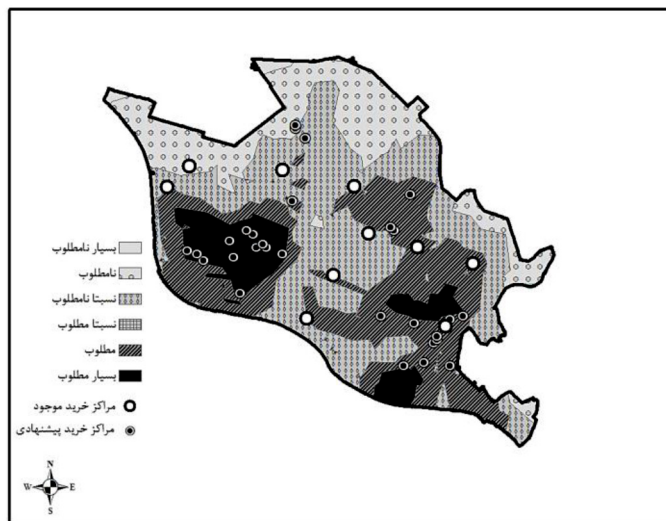 بسیار نامطلوب
نامطلوب
نسبتا نامطلوب
نسبتا مطلوب
مطلوب
بسیار مطلوب
مراکز خرید موجود
مراکز خرید پیشنهادی
N
W E
S